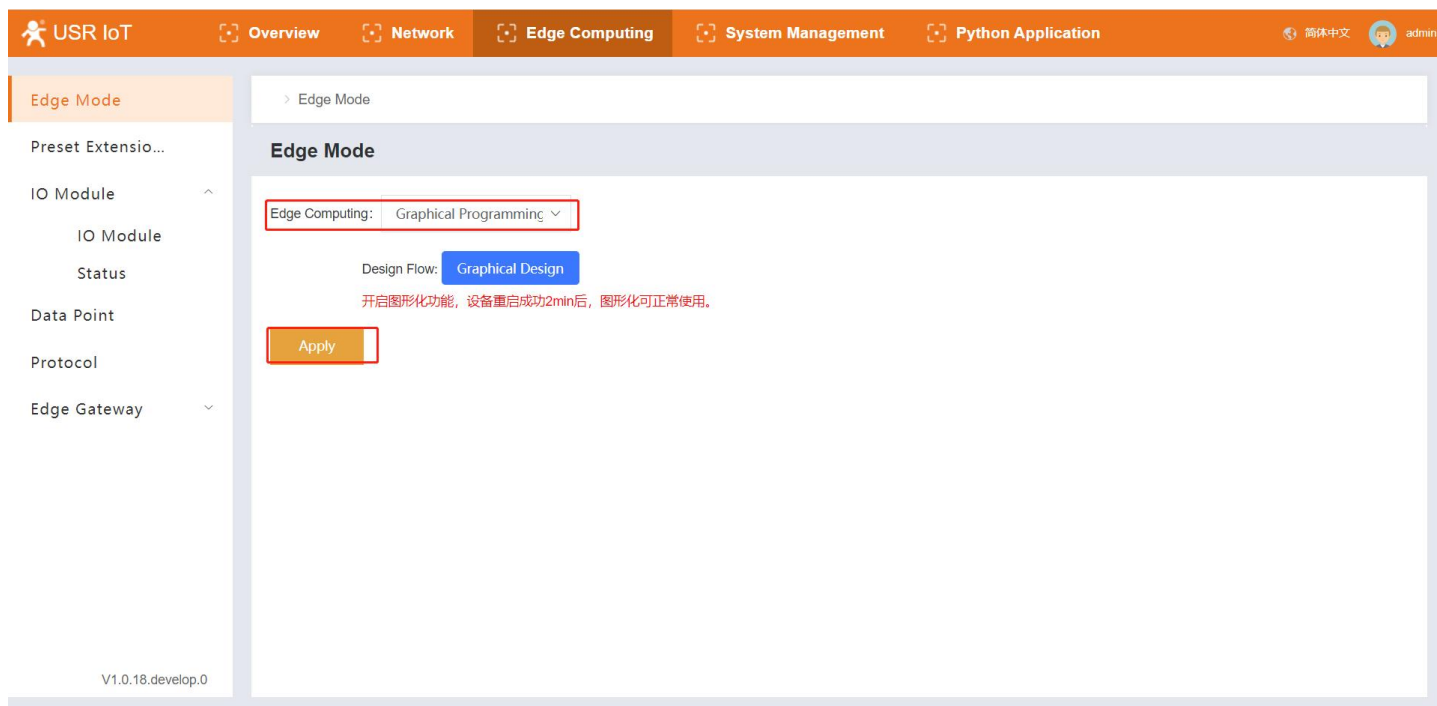 USR IoT
Overview
Network
Edge Computing
System Management
Python Application
简体中文
admin
Edge Mode
Preset Extensio...
IO Module
IO Module
Status
Data Point
Protocol
Edge Gateway
V1.0.18.develop.0
> Edge Mode
Edge Mode
Edge Computing: Graphical Programming
Design Flow: Graphical Design
开启图形化功能，设备重启成功2min后，图形化可正常使用。
Apply